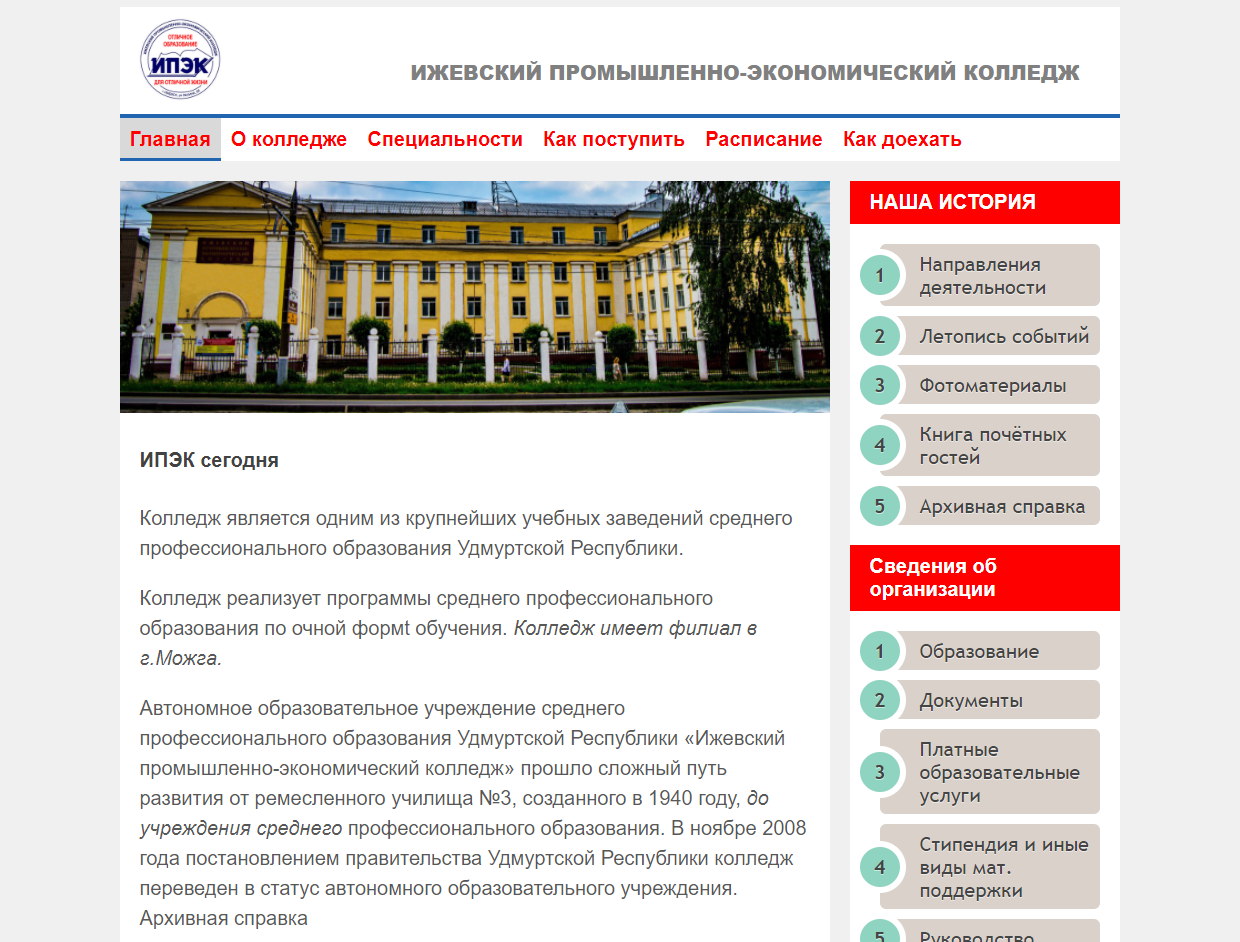 ОТЛИЧНОЕ
ОБРАЗОВАНИЕ
ИПЭК
ДЛЯ ОТЛИЧНОЙ ЖИЗНИ
ИЖЕВСКИЙ ПРОМЫШЛЕННО-ЭКОНОМИЧЕСКИЙ КОЛЛЕДЖ
Главная О колледже Специальности Как поступить Расписание Как доехать
ИПЭК сегодня
Колледж является одним из крупнейших учебных заведений среднего
профессионального образования Удмуртской Республики.
Колледж реализует программы среднего профессионального
образования по очной формt обучения. Колледж имеет филиал в
г.Можга.
Автономное образовательное учреждение среднего
профессионального образования Удмуртской Республики «Ижевский
промышленно-экономический колледж» прошло сложный путь
развития от ремесленного училища №3, созданного в 1940 году, до
учреждения среднего профессионального образования. В ноябре 2008
года постановлением правительства Удмуртской Республики колледж
переведен в статус автономного образовательного учреждения.
Архивная справка
НАША ИСТОРИЯ
1 Направления
деятельности
2 Летопись событий
3 Фотоматериалы
4 Книга почётных
гостей
5 Архивная справка
Сведения об
организации
1 Образование
2 Документы
3 Платные
образовательные
услуги
4 Стипендия и иные
виды мат.
поддержки
5 Руководство